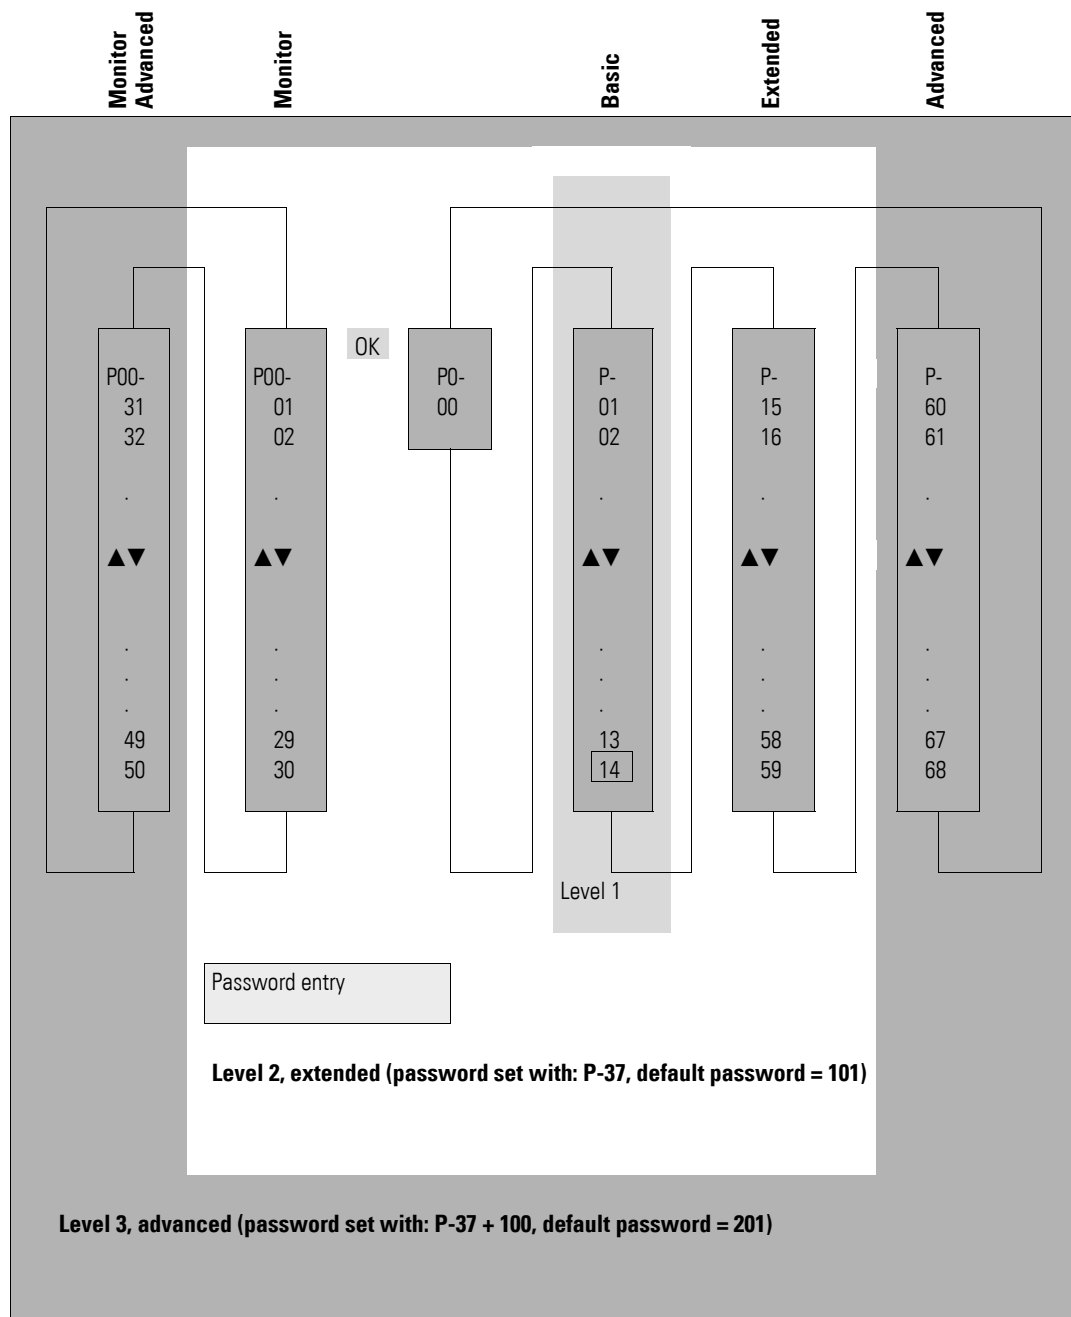 Monitor
Advanced
Monitor
Basic
Extended
Advanced
P00-
31
32
.
▲▼
.
.
.
49
50
P00-
01
02
.
▲▼
.
.
.
29
30
OK
P0-
00
P-
01
02
.
▲▼
.
.
.
13
14
P-
15
16
.
▲▼
.
.
.
58
59
P-
60
61
.
▲▼
.
.
.
67
68
Level 1
Password entry
Level 2, extended (password set with: P-37, default password = 101)
Level 3, advanced (password set with: P-37 + 100, default password = 201)